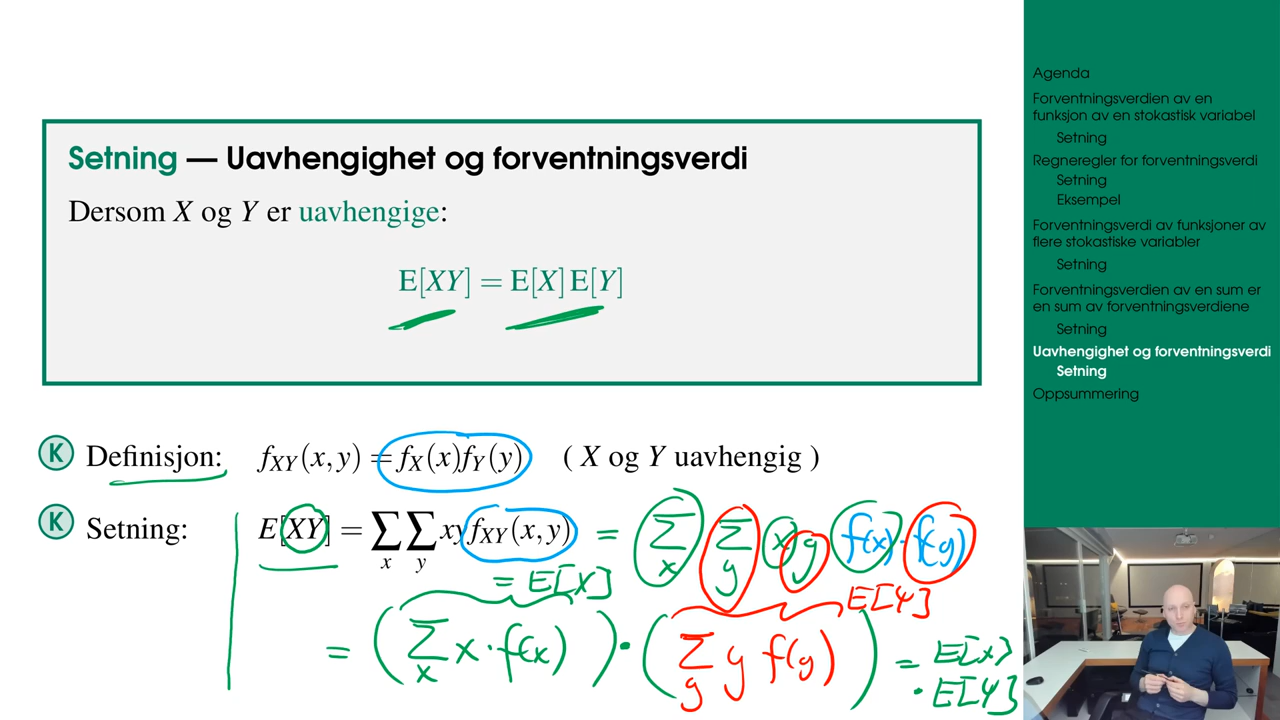 Setning — Uavhengighet og forventningsverdi
Dersom X og Y er uavhengige:
E[XY] = E[X] E[Y]
K Definisjon: f_XY(x, y) = f_X(x) f_Y(y) ( X og Y uavhengig )
K Setning: E[XY] = ∑_x ∑_y xy f_XY(x, y) = ∑_x ∑_y x y f(x) · f(y)
= E[X] E[Y]
= (∑_x x · f(x)) · (∑_y y f(y)) = E[X]
· E[Y]
Agenda
Forventningsverdien av en
funksjon av en stokastisk variabel
Setning
Regneregler for forventningsverdi
Setning
Eksempel
Forventningsverdi av funksjoner av
flere stokastiske variabler
Setning
Forventningsverdien av en sum er
en sum av forventningsverdiene
Setning
Uavhengighet og forventningsverdi
Setning
Oppsummering